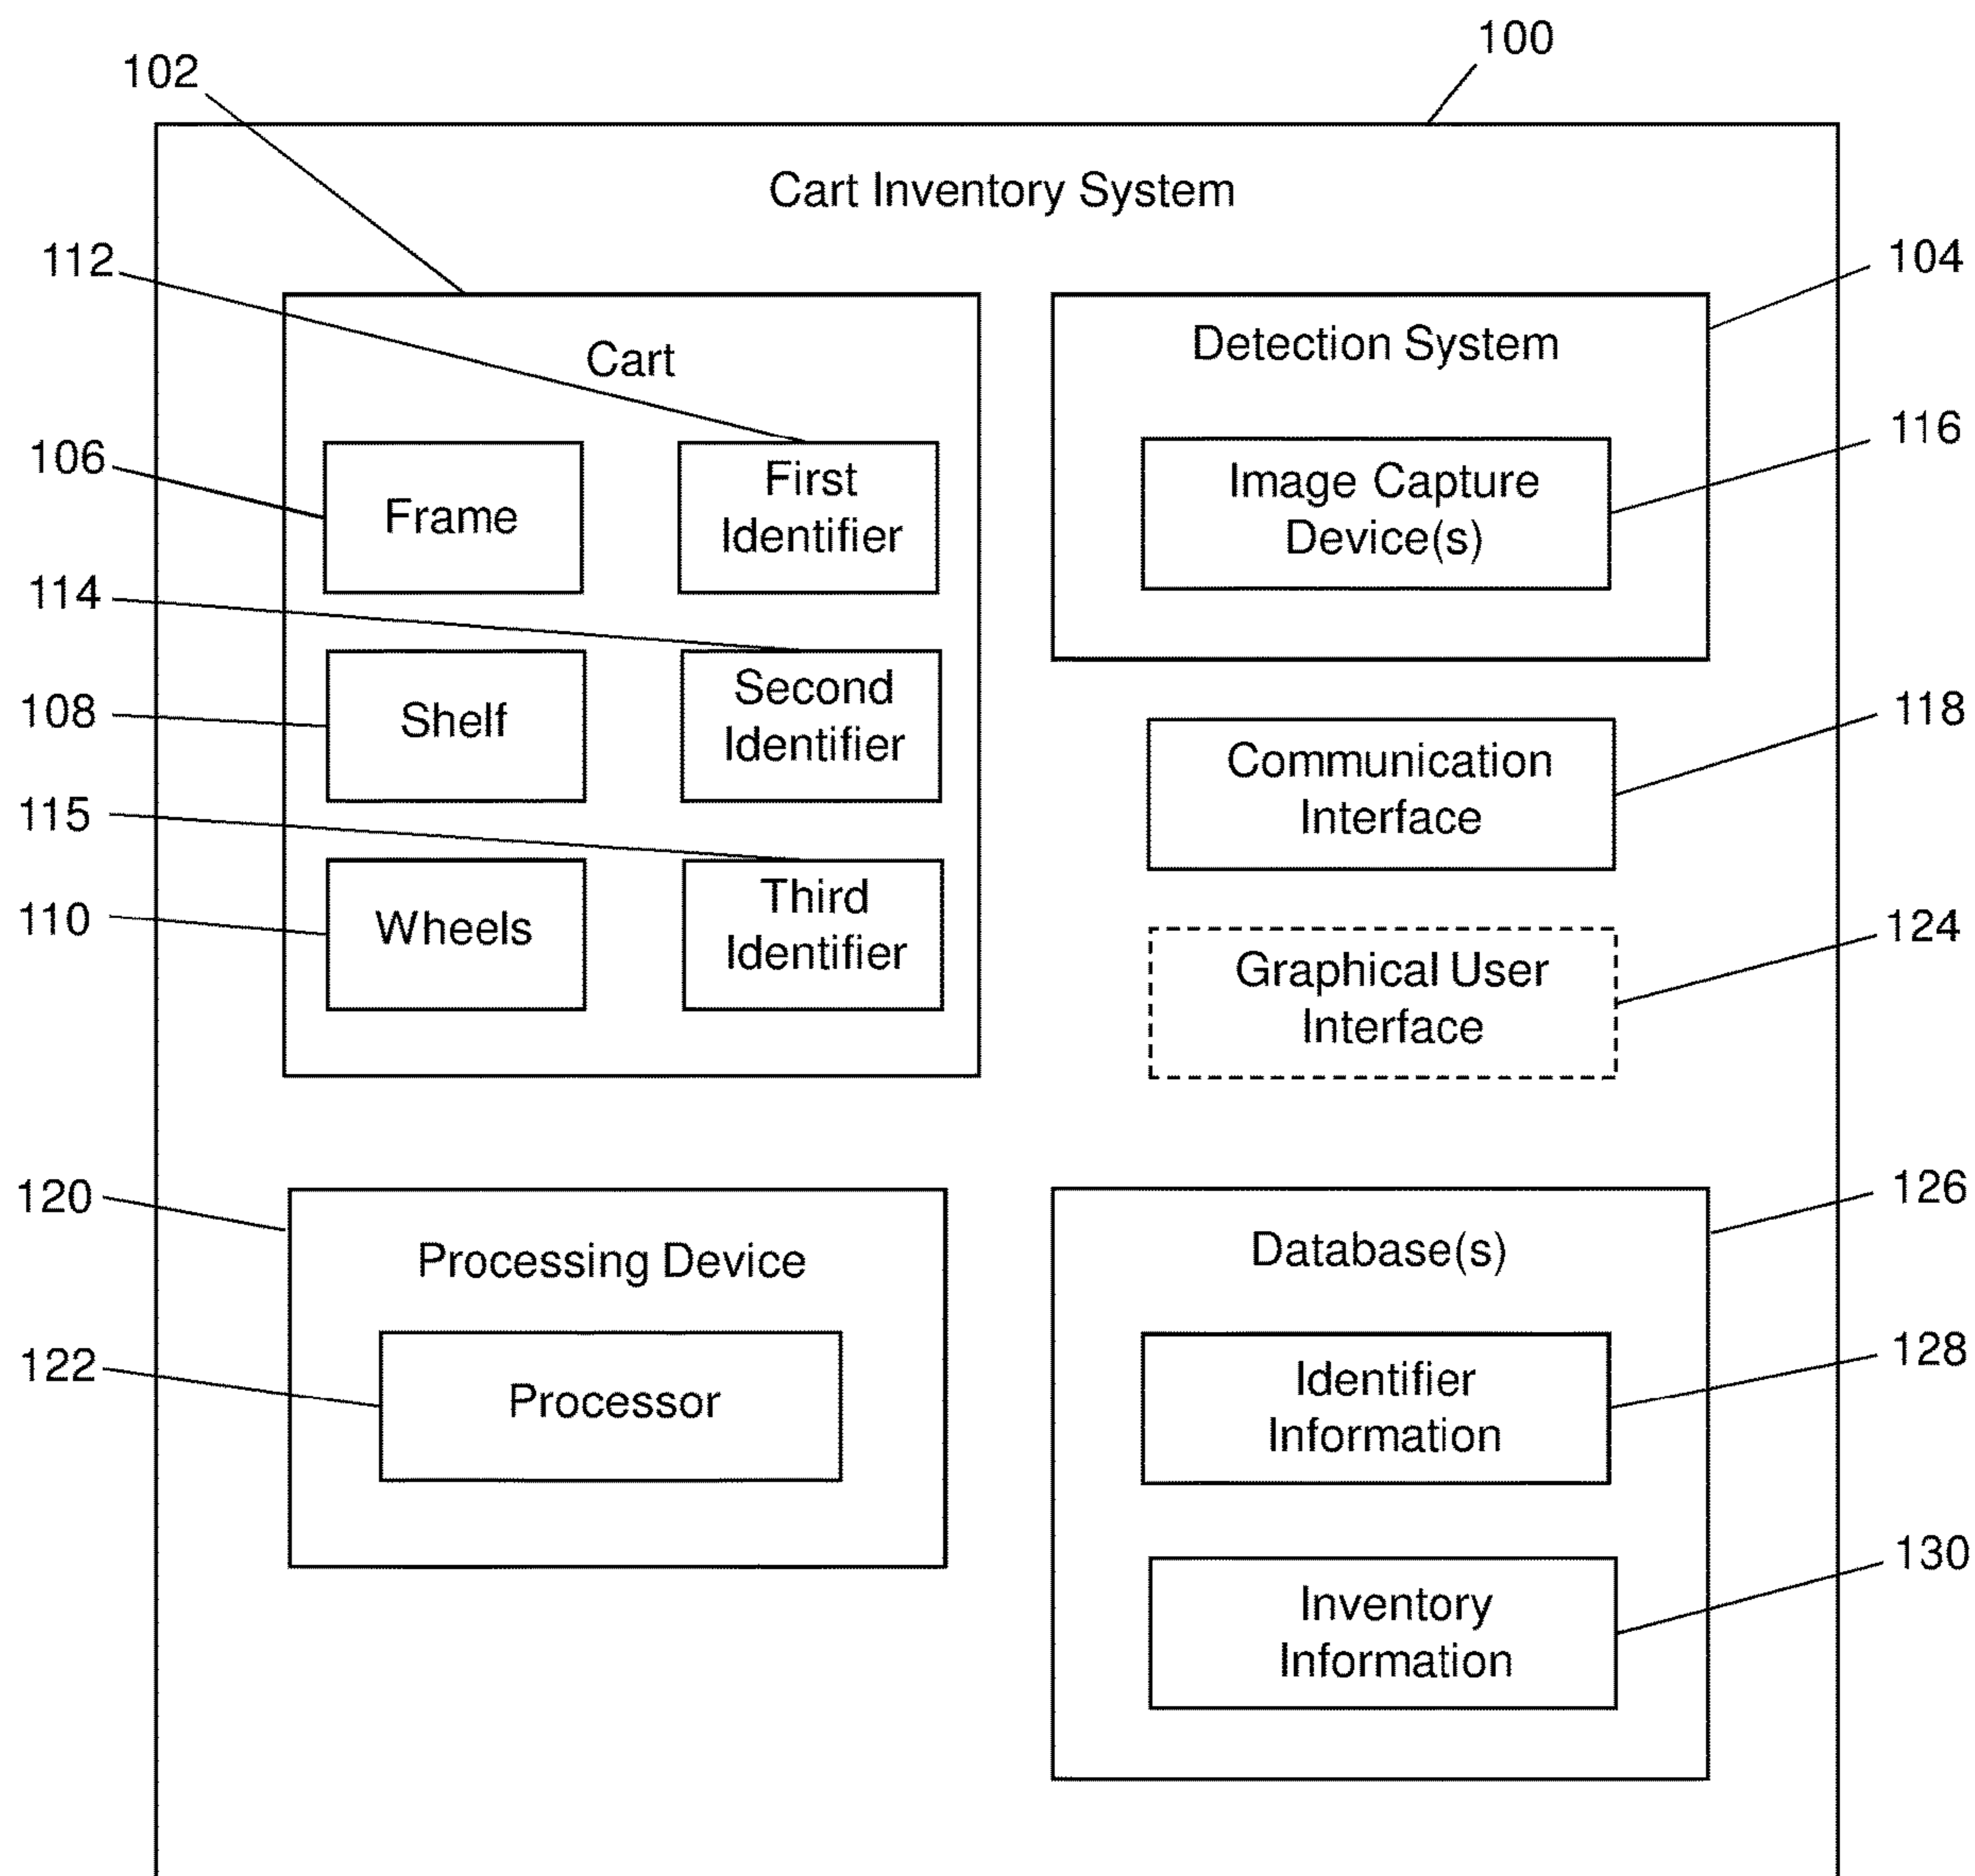 100
102
Cart Inventory System
112
104
Cart
Detection System
106
Frame
First
Identifier
116
Image Capture
Device(s)
114
108
Shelf
Second
Identifier
118
Communication
Interface
115
110
Wheels
Third
Identifier
124
Graphical User
Interface
120
Processing Device
126
Database(s)
122
Processor
128
Identifier
Information
130
Inventory
Information